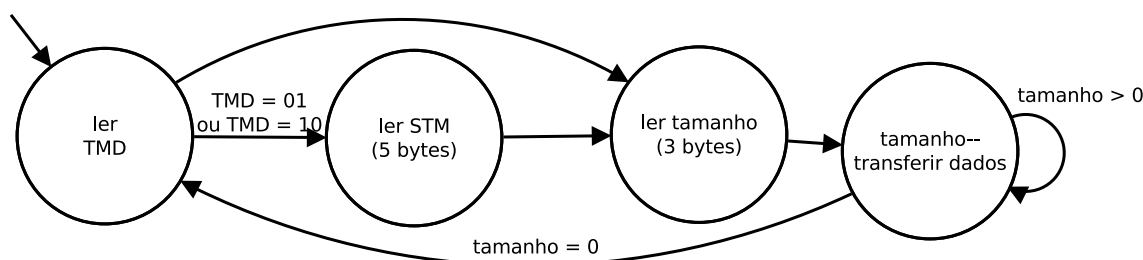 ler
TMD
TMD = 01
ou TMD = 10
ler STM
(5 bytes)
ler tamanho
(3 bytes)
tamanho--
transferir dados
tamanho > 0
tamanho = 0